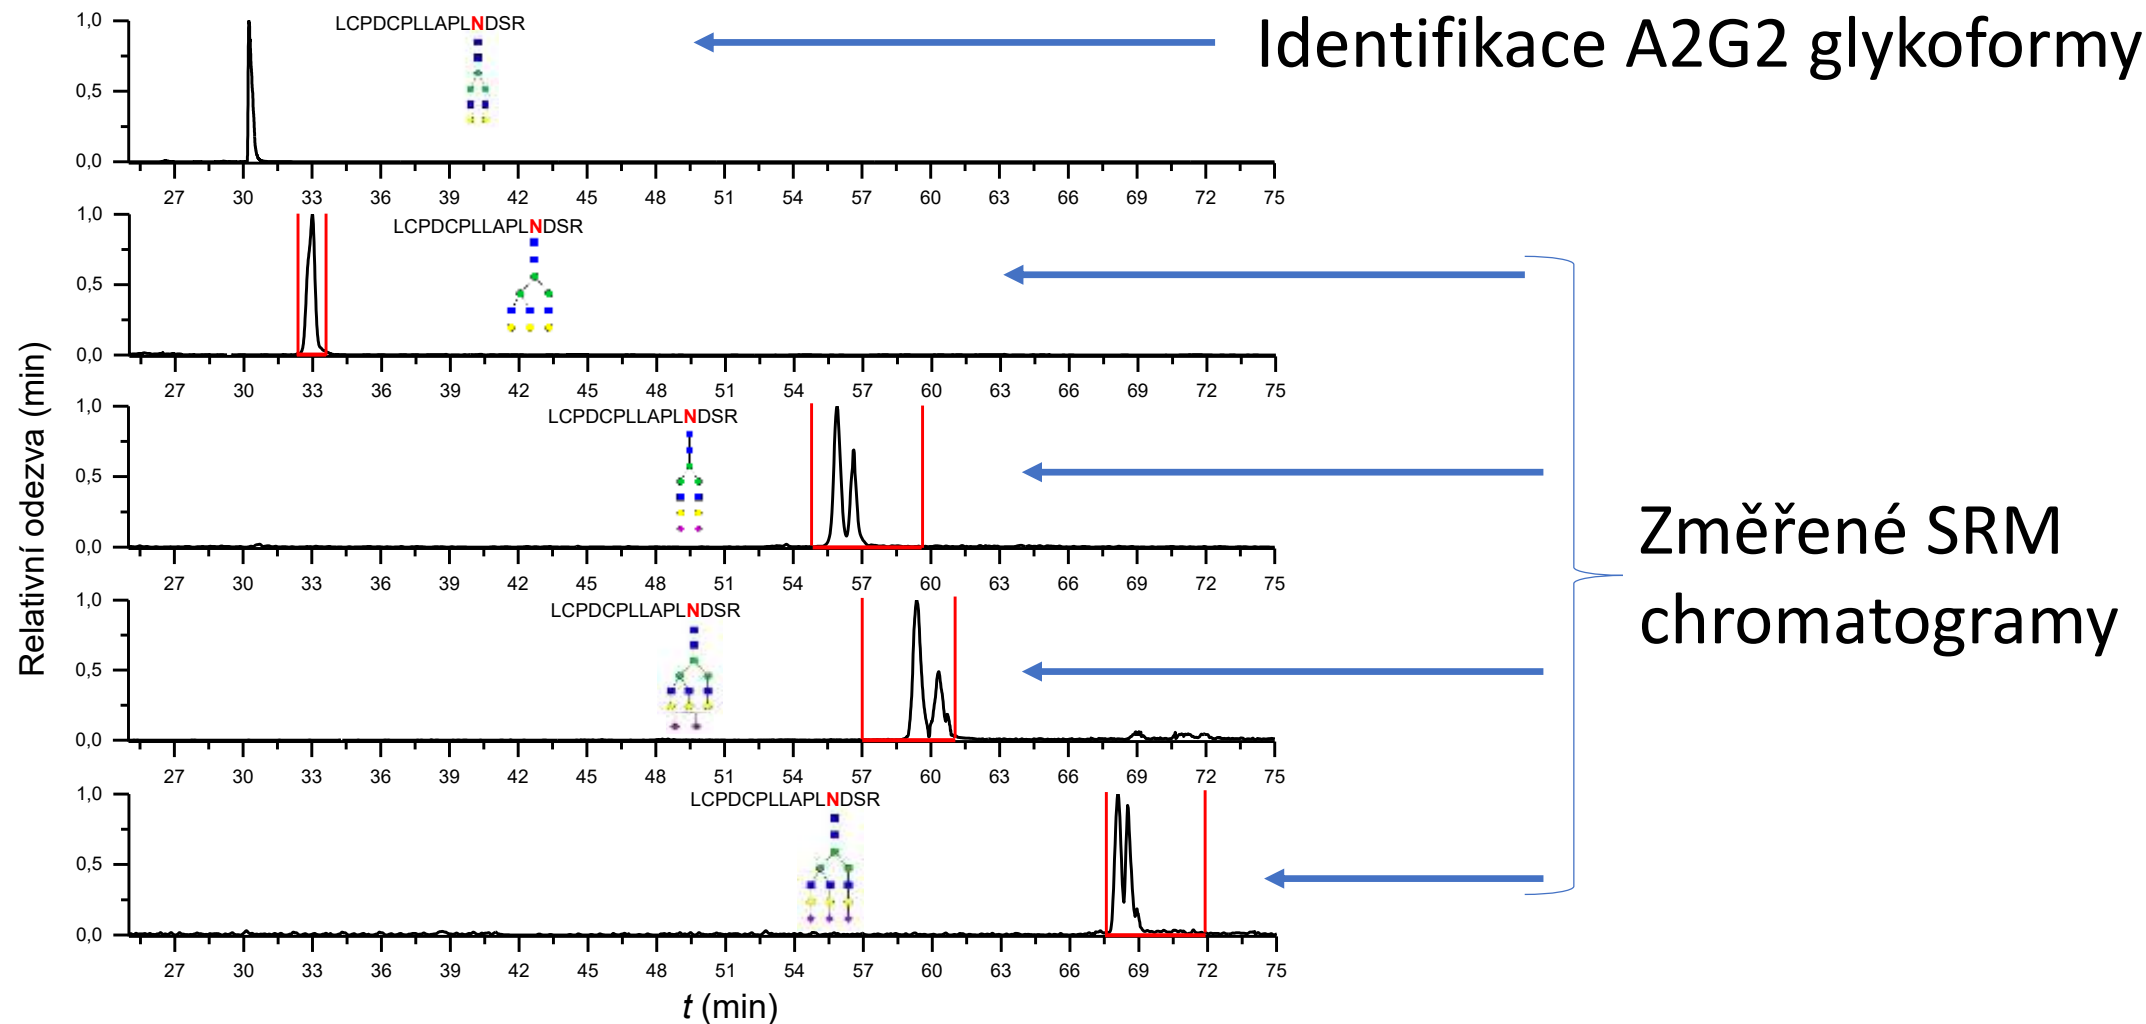 LCPDCPLLAPLNDSR
Identifikace A2G2 glykoformy
1,0
0,5
0,0
27 30 33 36 39 42 45 48 51 54 57 60 63 66 69 72 75
LCPDCPLLAPLNDSR
1,0
0,5
0,0
27 30 33 36 39 42 45 48 51 54 57 60 63 66 69 72 75
LCPDCPLLAPLNDSR
1,0
0,5
0,0
27 30 33 36 39 42 45 48 51 54 57 60 63 66 69 72 75
Změřené SRM
chromatogramy
LCPDCPLLAPLNDSR
1,0
0,5
0,0
27 30 33 36 39 42 45 48 51 54 57 60 63 66 69 72 75
LCPDCPLLAPLNDSR
1,0
0,5
0,0
27 30 33 36 39 42 45 48 51 54 57 60 63 66 69 72 75
Relativní odezva (min)
t (min)